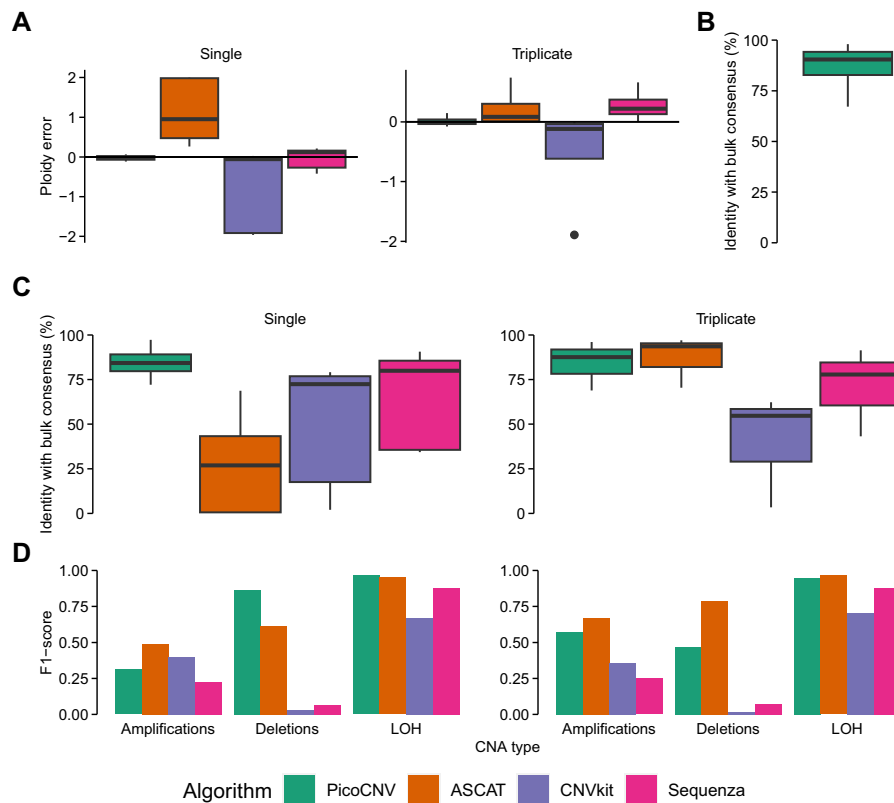 A
B
Single
Triplicate
Ploidy error
2
1
0
−1
−2
0
−1
−2
Identity with bulk consensus (%)
100
75
50
25
0
C
Single
Triplicate
Identity with bulk consensus (%)
100
75
50
25
0
100
75
50
25
0
D
F1−score
1.00
0.75
0.50
0.25
0.00
1.00
0.75
0.50
0.25
0.00
Amplifications Deletions LOH
Amplifications Deletions LOH
CNA type
Algorithm PicoCNV ASCAT CNVkit Sequenza